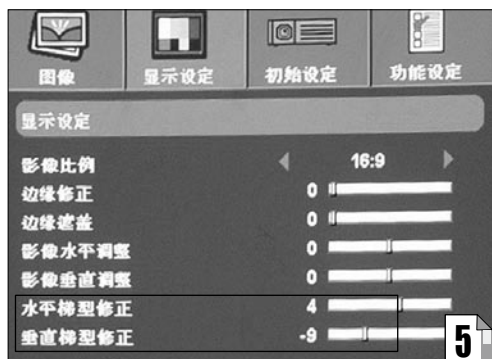 图像 显示设定 初始设定 功能设定
显示设定
影像比例 16:9
边缘修正 0
边缘遮盖 0
影像水平调整 0
影像垂直调整 0
水平梯型修正 4
垂直梯型修正 -9
5